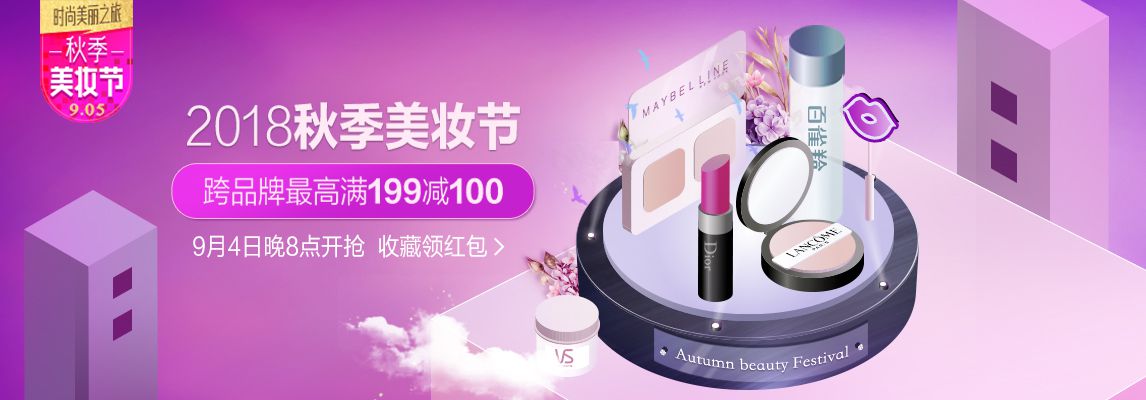 时尚美丽之旅
秋季
美妆节
9.05
2018秋季美妆节
跨品牌最高满199减100
9月4日晚8点开抢 收藏领红包
MAYBELLINE
百雀羚
Dior
LANCOME
PARIS
VS
Autumn beauty Festival